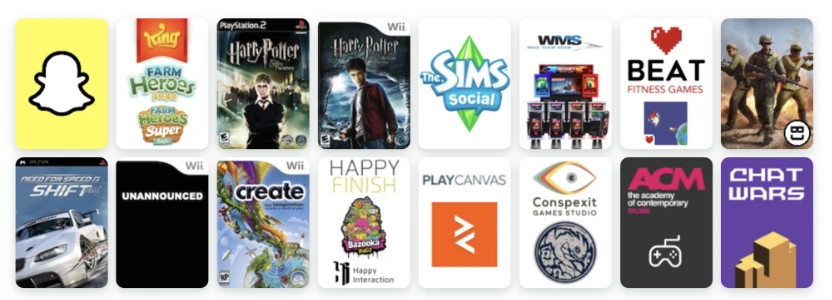 King
FARM
Heroes
SAGA
FARM
Heroes
Super
SAGA
PlayStation.2
Harry Potter
Wii
Harry Potter
The
SIMS
Social
WMS
BEAT
FITNESS GAMES
PSP
NEED FOR SPEED
SHIFT
Wii
UNANNOUNCED
Wii
create
EA
HAPPY
FINISH
Bazooka
Happy
Interaction
PLAYCANVAS
Conspexit
GAMES STUDIO
ACM
the academy
of contemporary
music
CHAT
WARS